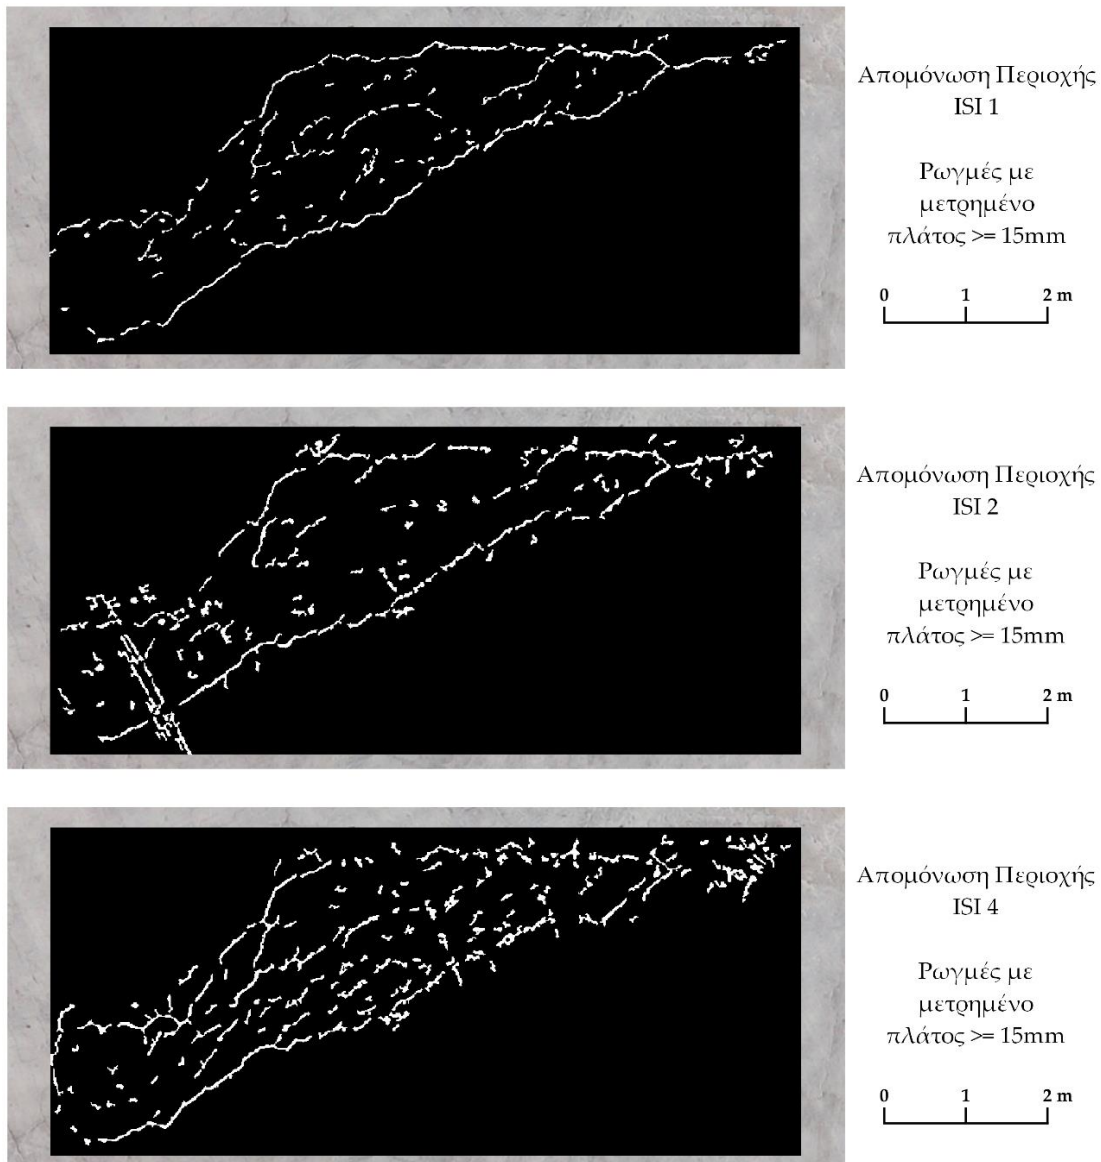 Απομόνωση Περιοχής
ISI 1
Ρωγμές με
μετρημένο
πλάτος >= 15mm
0 1 2 m
Απομόνωση Περιοχής
ISI 2
Ρωγμές με
μετρημένο
πλάτος >= 15mm
0 1 2 m
Απομόνωση Περιοχής
ISI 4
Ρωγμές με
μετρημένο
πλάτος >= 15mm
0 1 2 m